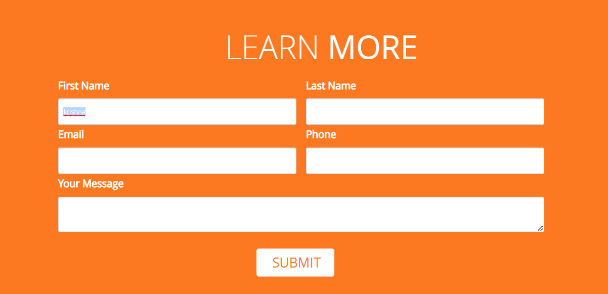 LEARN MORE
First Name Last Name
Email Phone
Your Message
SUBMIT